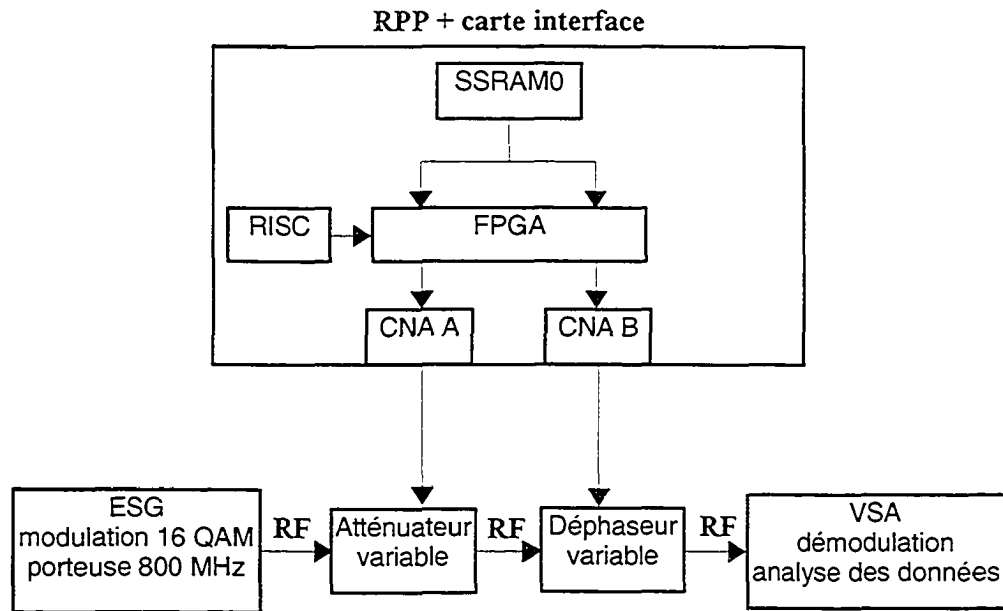 RPP + carte interface
SSRAM0
RISC
FPGA
CNA A
CNA B
ESG
modulation 16 QAM
porteuse 800 MHz
RF
Atténuateur
variable
RF
Déphaseur
variable
RF
VSA
démodulation
analyse des données